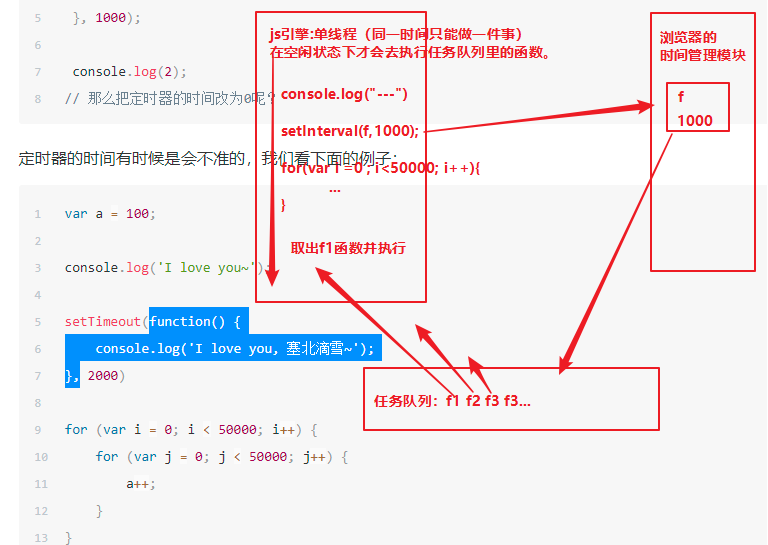 5 }, 1000);
6
7 console.log(2);
8 // 那么把定时器的时间改为0呢？
js引擎:单线程（同一时间只能做一件事）
在空闲状态下才会去执行任务队列里的函数。
console.log("---")
setInterval(f,1000);
for(var i =0 ; i<50000; i++){
...
}
取出f1函数并执行
浏览器的
时间管理模块
f
1000
定时器的时间有时候是会不准的，我们看下面的例子：
1 var a = 100;
2
3 console.log('I love you~');
4
5 setTimeout(function() {
6 console.log('I love you, 塞北滴雪~');
7 }, 2000)
8
9 for (var i = 0; i < 50000; i++) {
10 for (var j = 0; j < 50000; j++) {
11 a++;
12 }
13 }
任务队列：f1 f2 f3 f3...